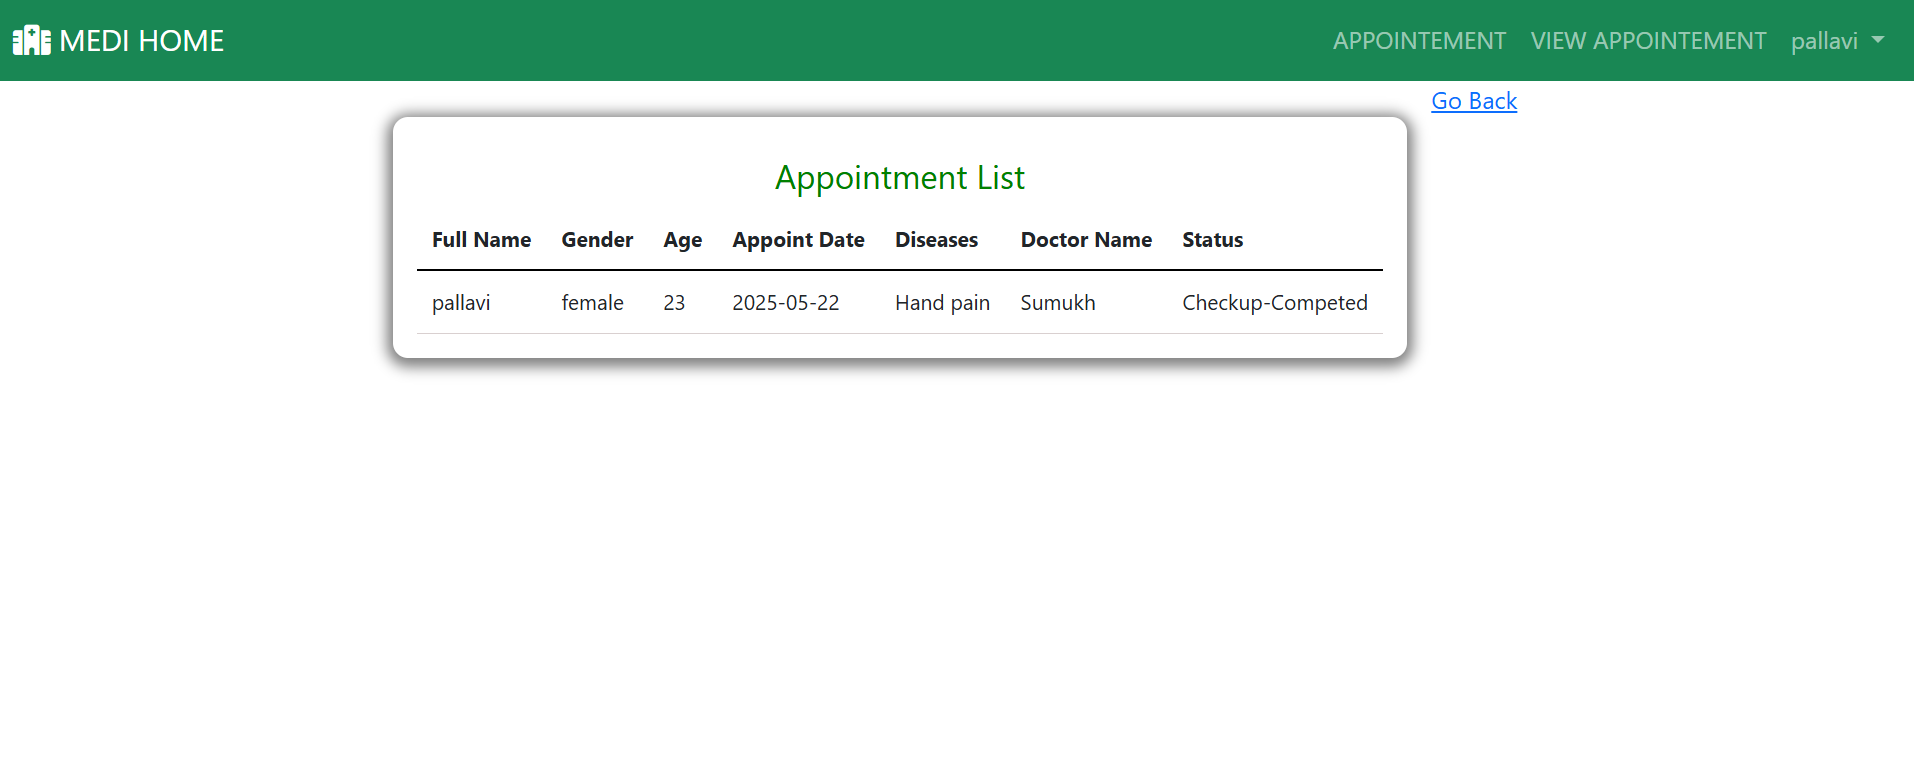 MEDI HOME APPOINTEMENT VIEW APPOINTEMENT pallavi
Go Back
Appointment List
Full Name Gender Age Appoint Date Diseases Doctor Name Status
pallavi female 23 2025-05-22 Hand pain Sumukh Checkup-Competed